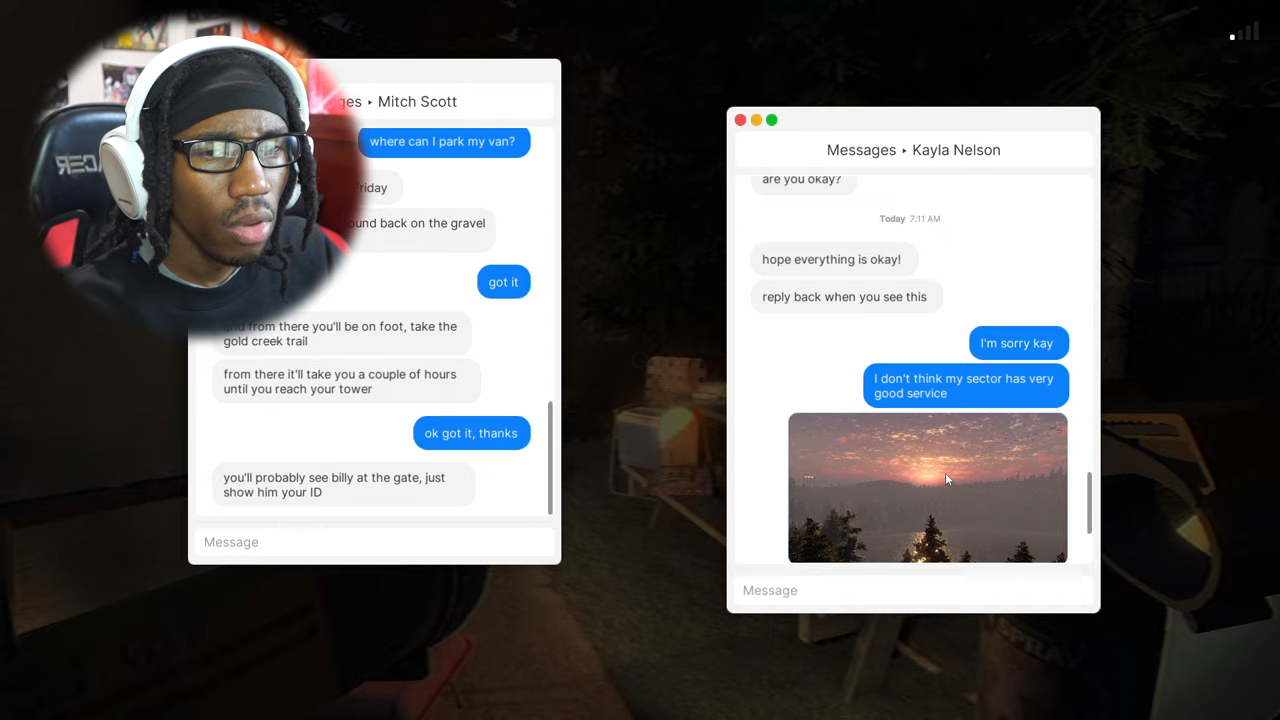 ges ▸ Mitch Scott
where can I park my van?
riday
ound back on the gravel
got it
and from there you'll be on foot, take the
gold creek trail
from there it'll take you a couple of hours
until you reach your tower
ok got it, thanks
you'll probably see billy at the gate, just
show him your ID
Message
Messages ▸ Kayla Nelson
are you okay?
Today 7:11 AM
hope everything is okay!
reply back when you see this
I'm sorry kay
I don't think my sector has very
good service
Message